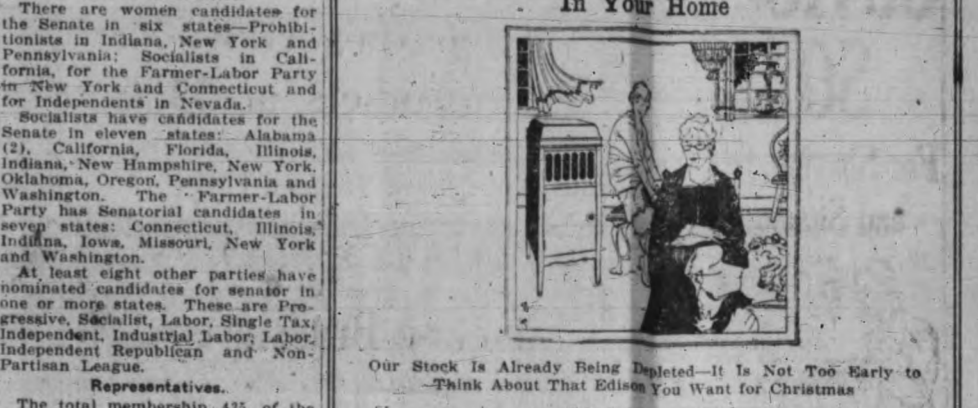 There are women candidates for
the Senate in six states—Prohibi-
tionists in Indiana, New York and
Pennsylvania; Socialists in Cali-
fornia, for the Farmer-Labor Party
in New York and Connecticut and
for Independents in Nevada.
Socialists have candidates for the
Senate in eleven states: Alabama
(2), California, Florida, Illinois,
Indiana, New Hampshire, New York,
Oklahoma, Oregon, Pennsylvania and
Washington. The Farmer-Labor
Party has Senatorial candidates in
seven states: Connecticut, Illinois,
Indiana, Iowa, Missouri, New York
and Washington.
At least eight other parties have
nominated candidates for senator in
one or more states. These are Pro-
gressive, Socialist, Labor, Single Tax,
Independent, Industrial Labor, Labor,
Independent Republican and Non-
Partisan League.
Representatives.
The total membership 435 of the
In Your Home
Our Stock Is Already Being Depleted—It Is Not Too Early to
—Think About That Edison You Want for Christmas